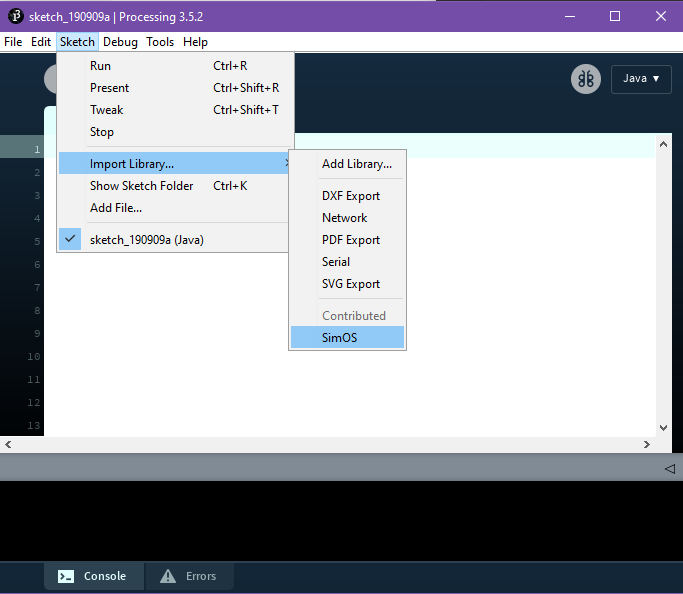 sketch_190909a | Processing 3.5.2
File Edit Sketch Debug Tools Help
Run Ctrl+R
Present Ctrl+Shift+R
Tweak Ctrl+Shift+T
Stop
Import Library...
Show Sketch Folder Ctrl+K
Add File...
sketch_190909a (Java)
Add Library...
DXF Export
Network
PDF Export
Serial
SVG Export
Contributed
SimOS
Java ▾
1
2
3
4
5
6
7
8
9
10
11
12
13
Console Errors